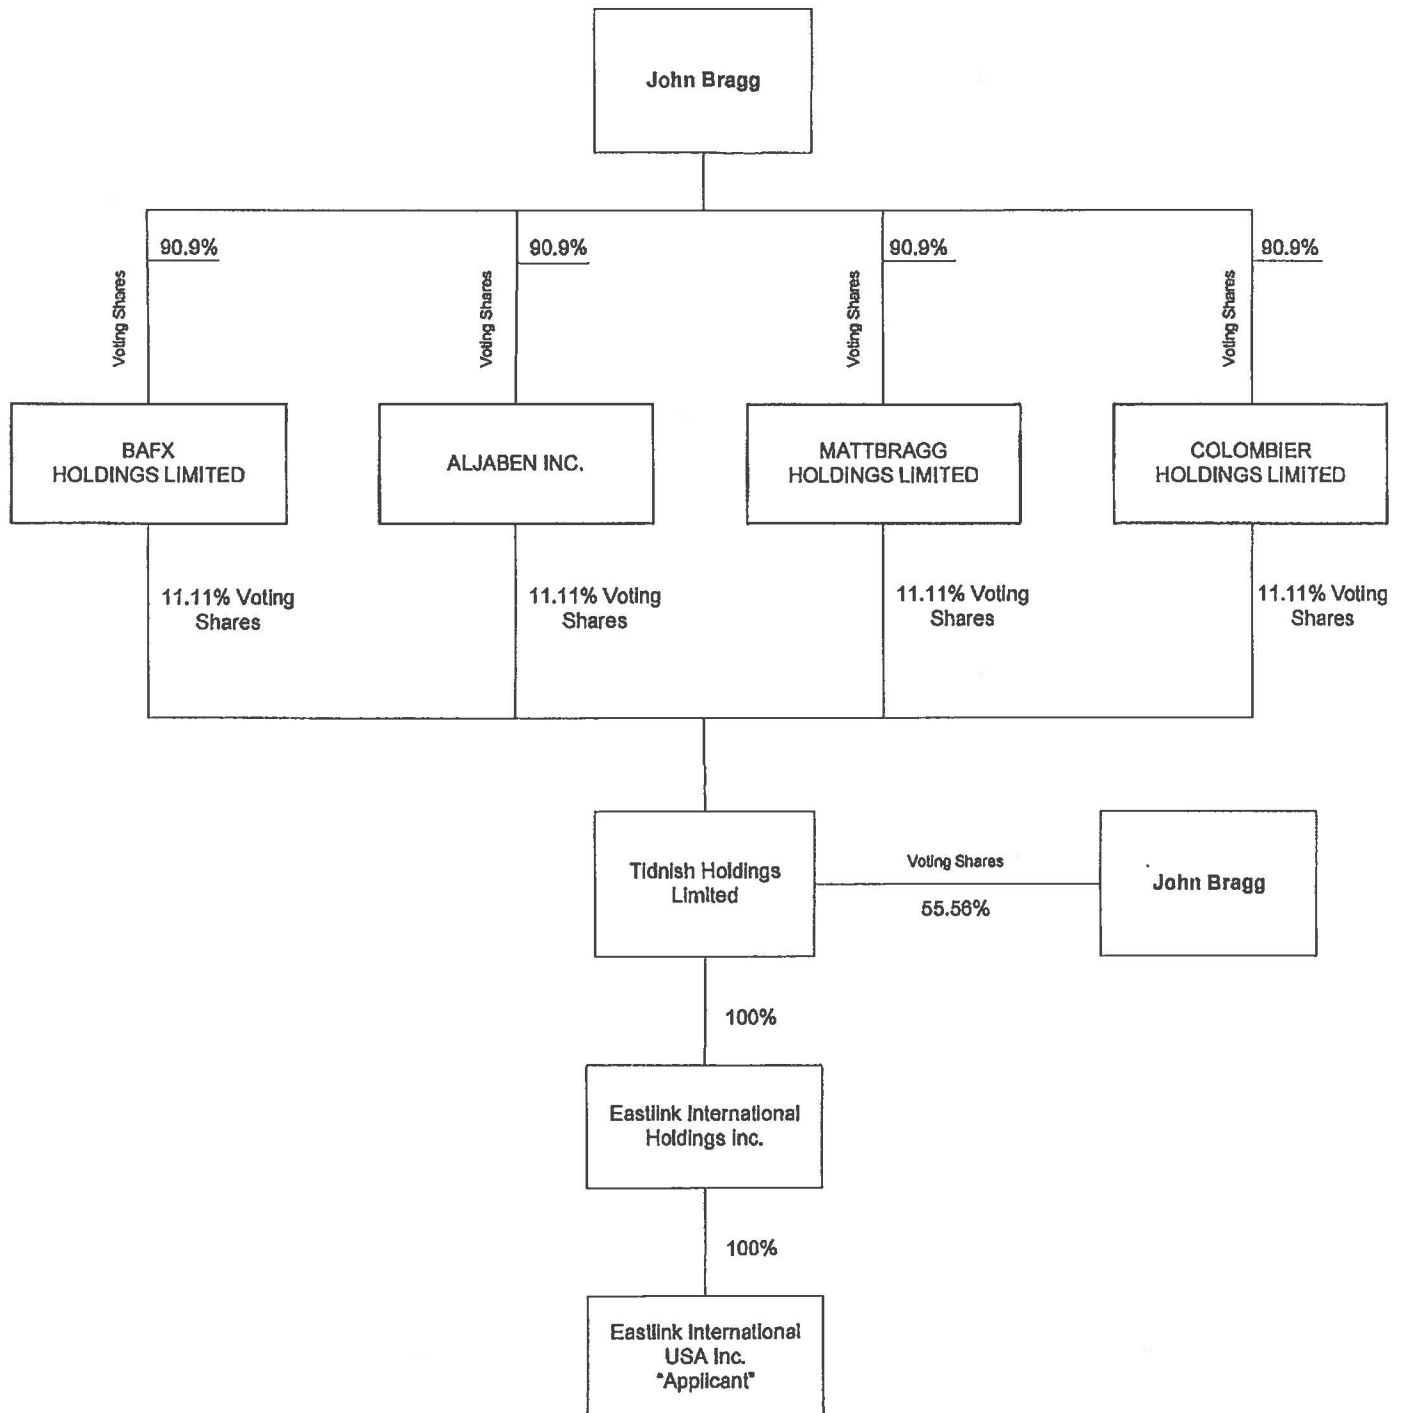 John Bragg
90.9%
90.9%
90.9%
90.9%
Voting Shares
Voting Shares
Voting Shares
Voting Shares
BAFX
HOLDINGS LIMITED
ALJABEN INC.
MATTBRAGG
HOLDINGS LIMITED
COLOMBIER
HOLDINGS LIMITED
11.11% Voting
Shares
11.11% Voting
Shares
11.11% Voting
Shares
11.11% Voting
Shares
Tidnish Holdings
Limited
Voting Shares
55.56%
John Bragg
100%
Eastlink International
Holdings Inc.
100%
Eastlink International
USA Inc.
"Applicant"